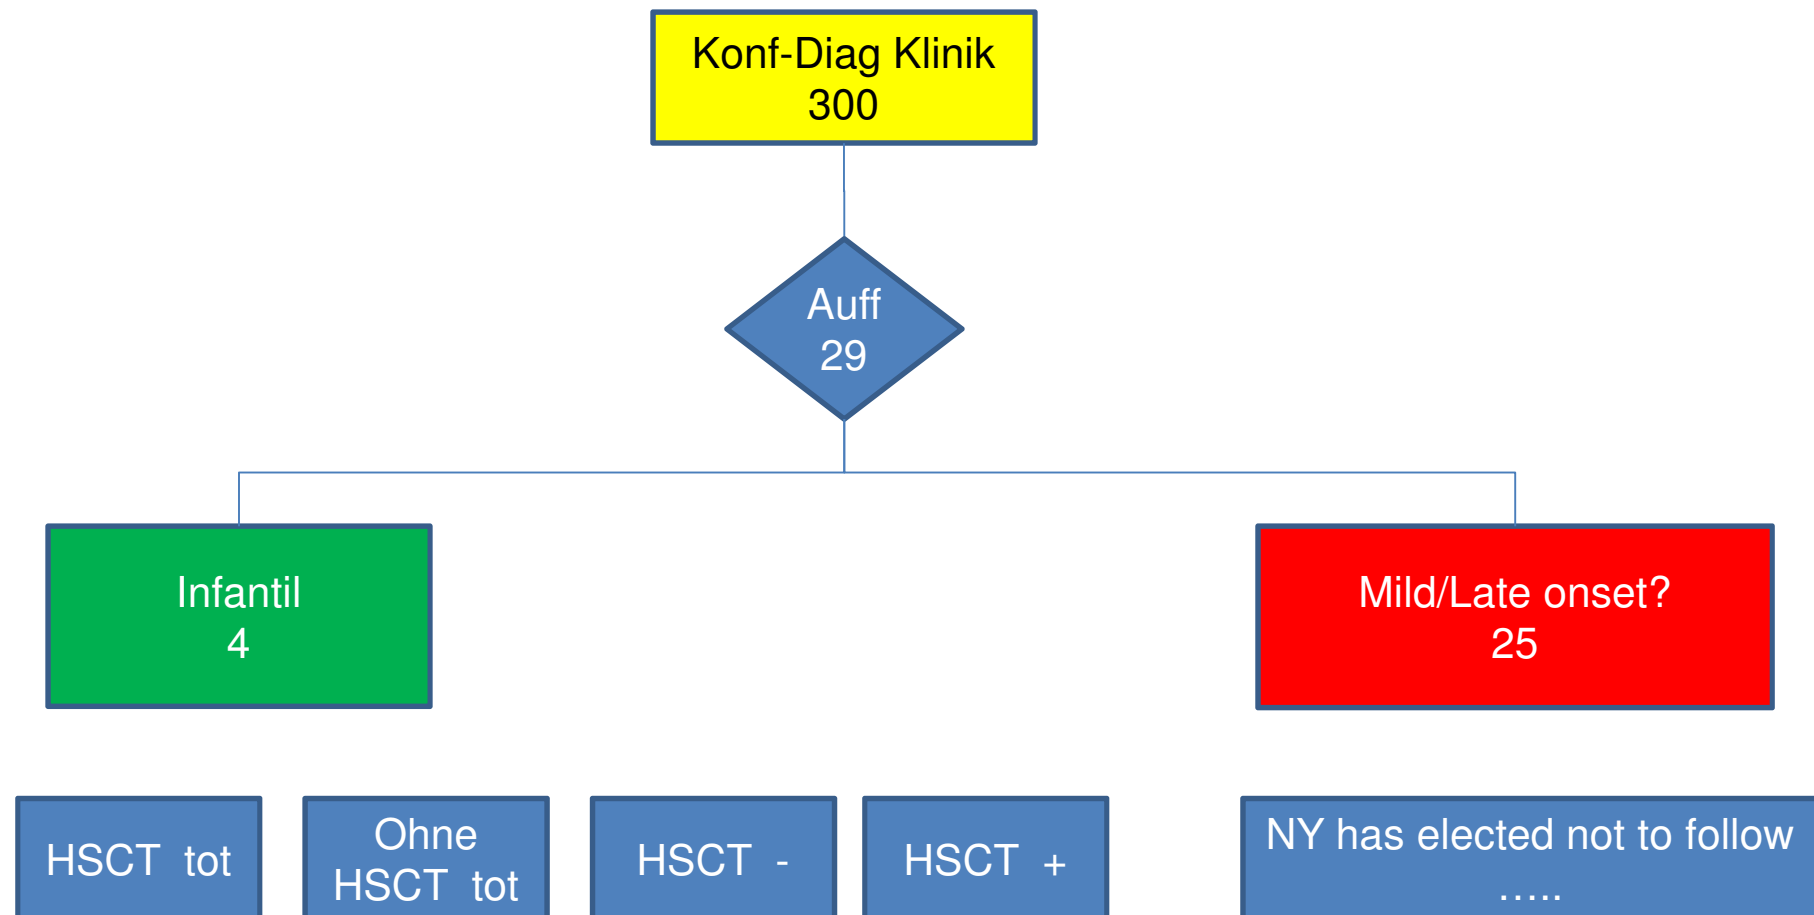 Konf-Diag Klinik
300
Auff
29
Infantil
4
Mild/Late onset?
25
HSCT tot
Ohne
HSCT tot
HSCT -
HSCT +
NY has elected not to follow
.....